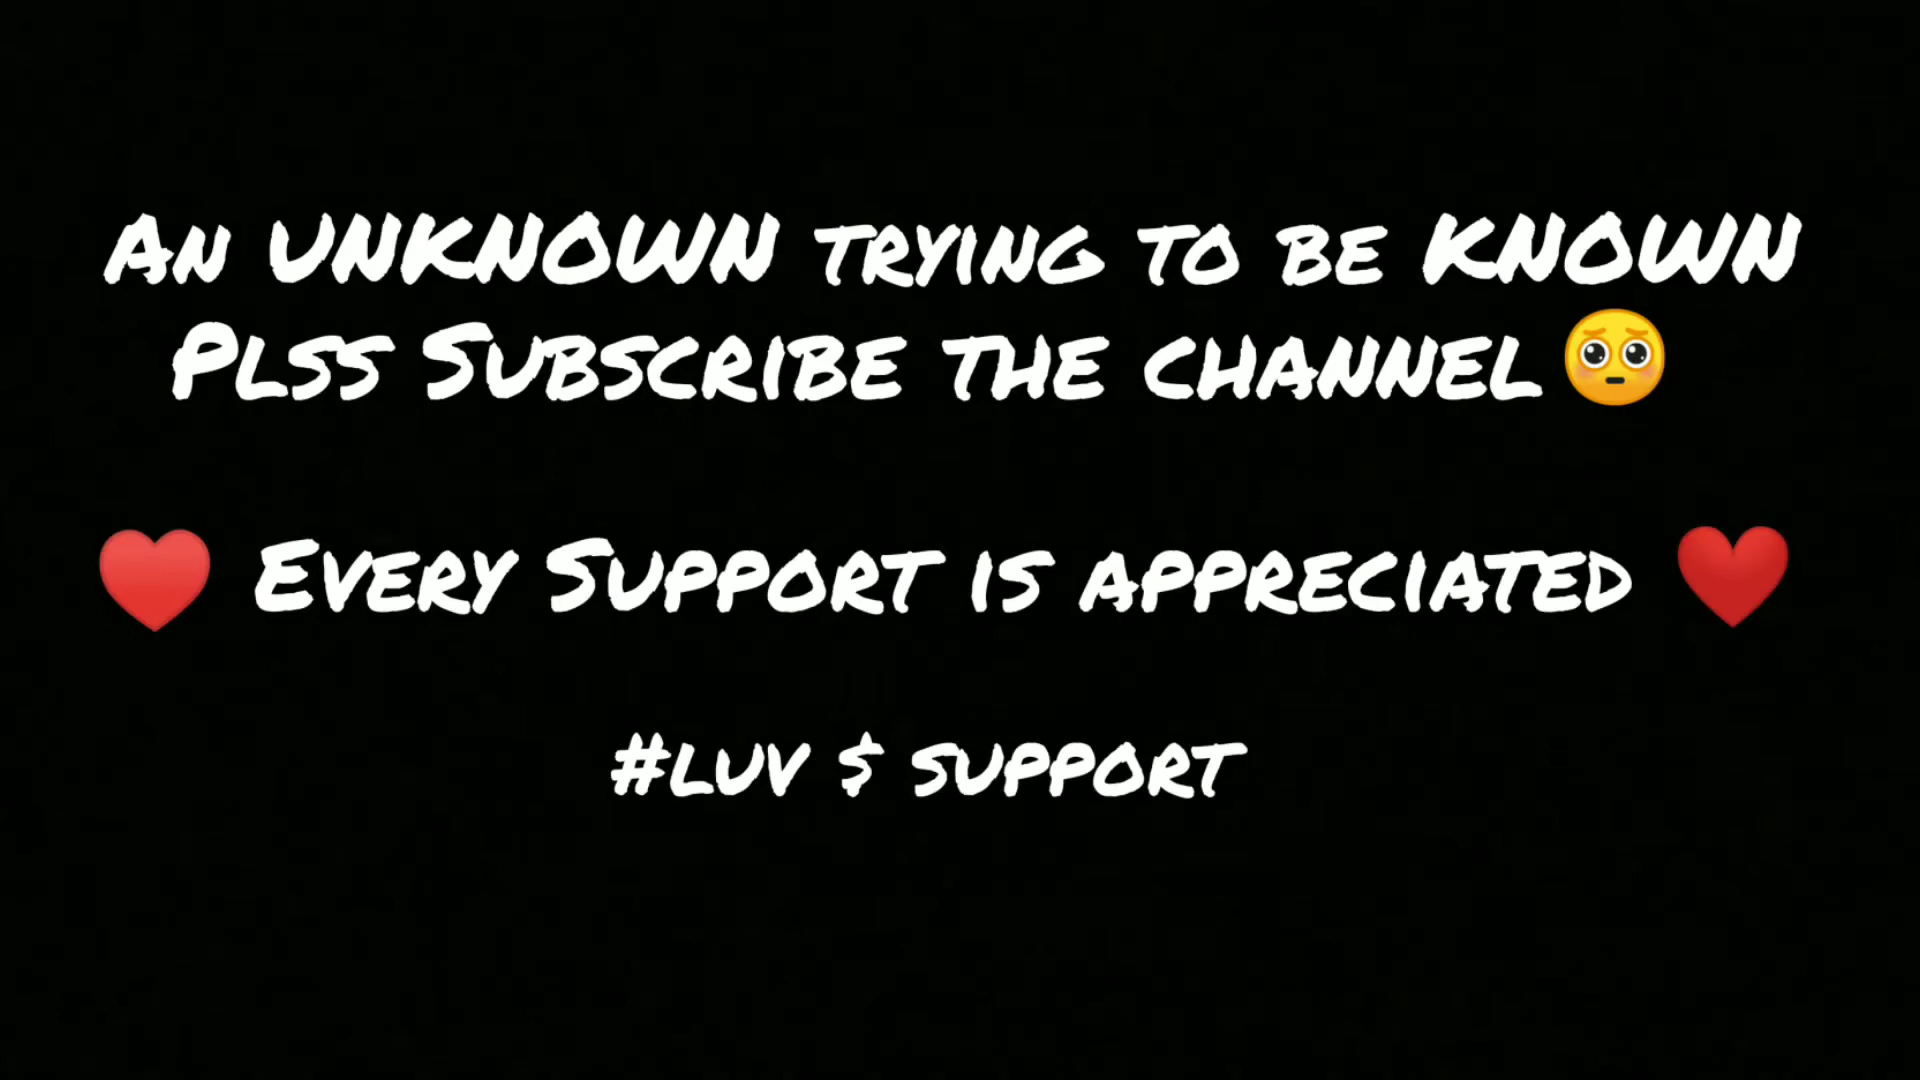 An UNKNOWN trying to be KNOWN
Plss Subscribe the channel🥺
♥️ Every Support is appreciated ❤️
#luv $ support